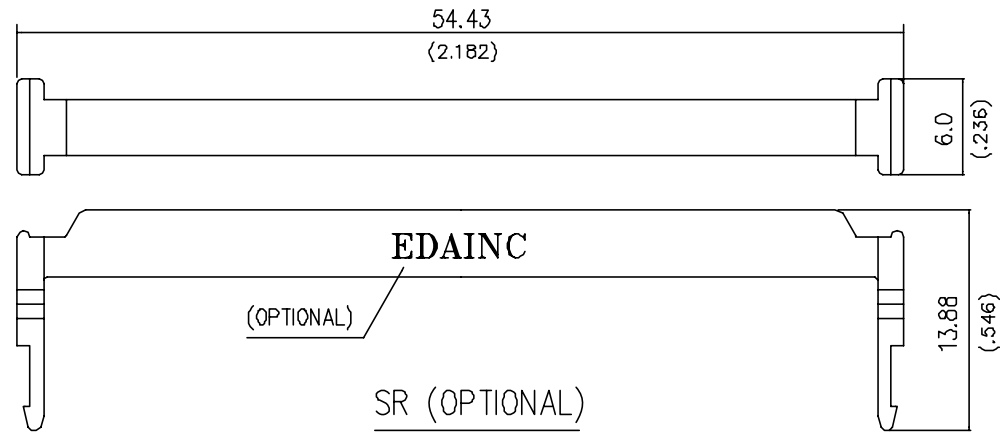 54.43
(2.182)
6.0
(.236)
EDAINC
(OPTIONAL)
13.88
(.546)
SR (OPTIONAL)